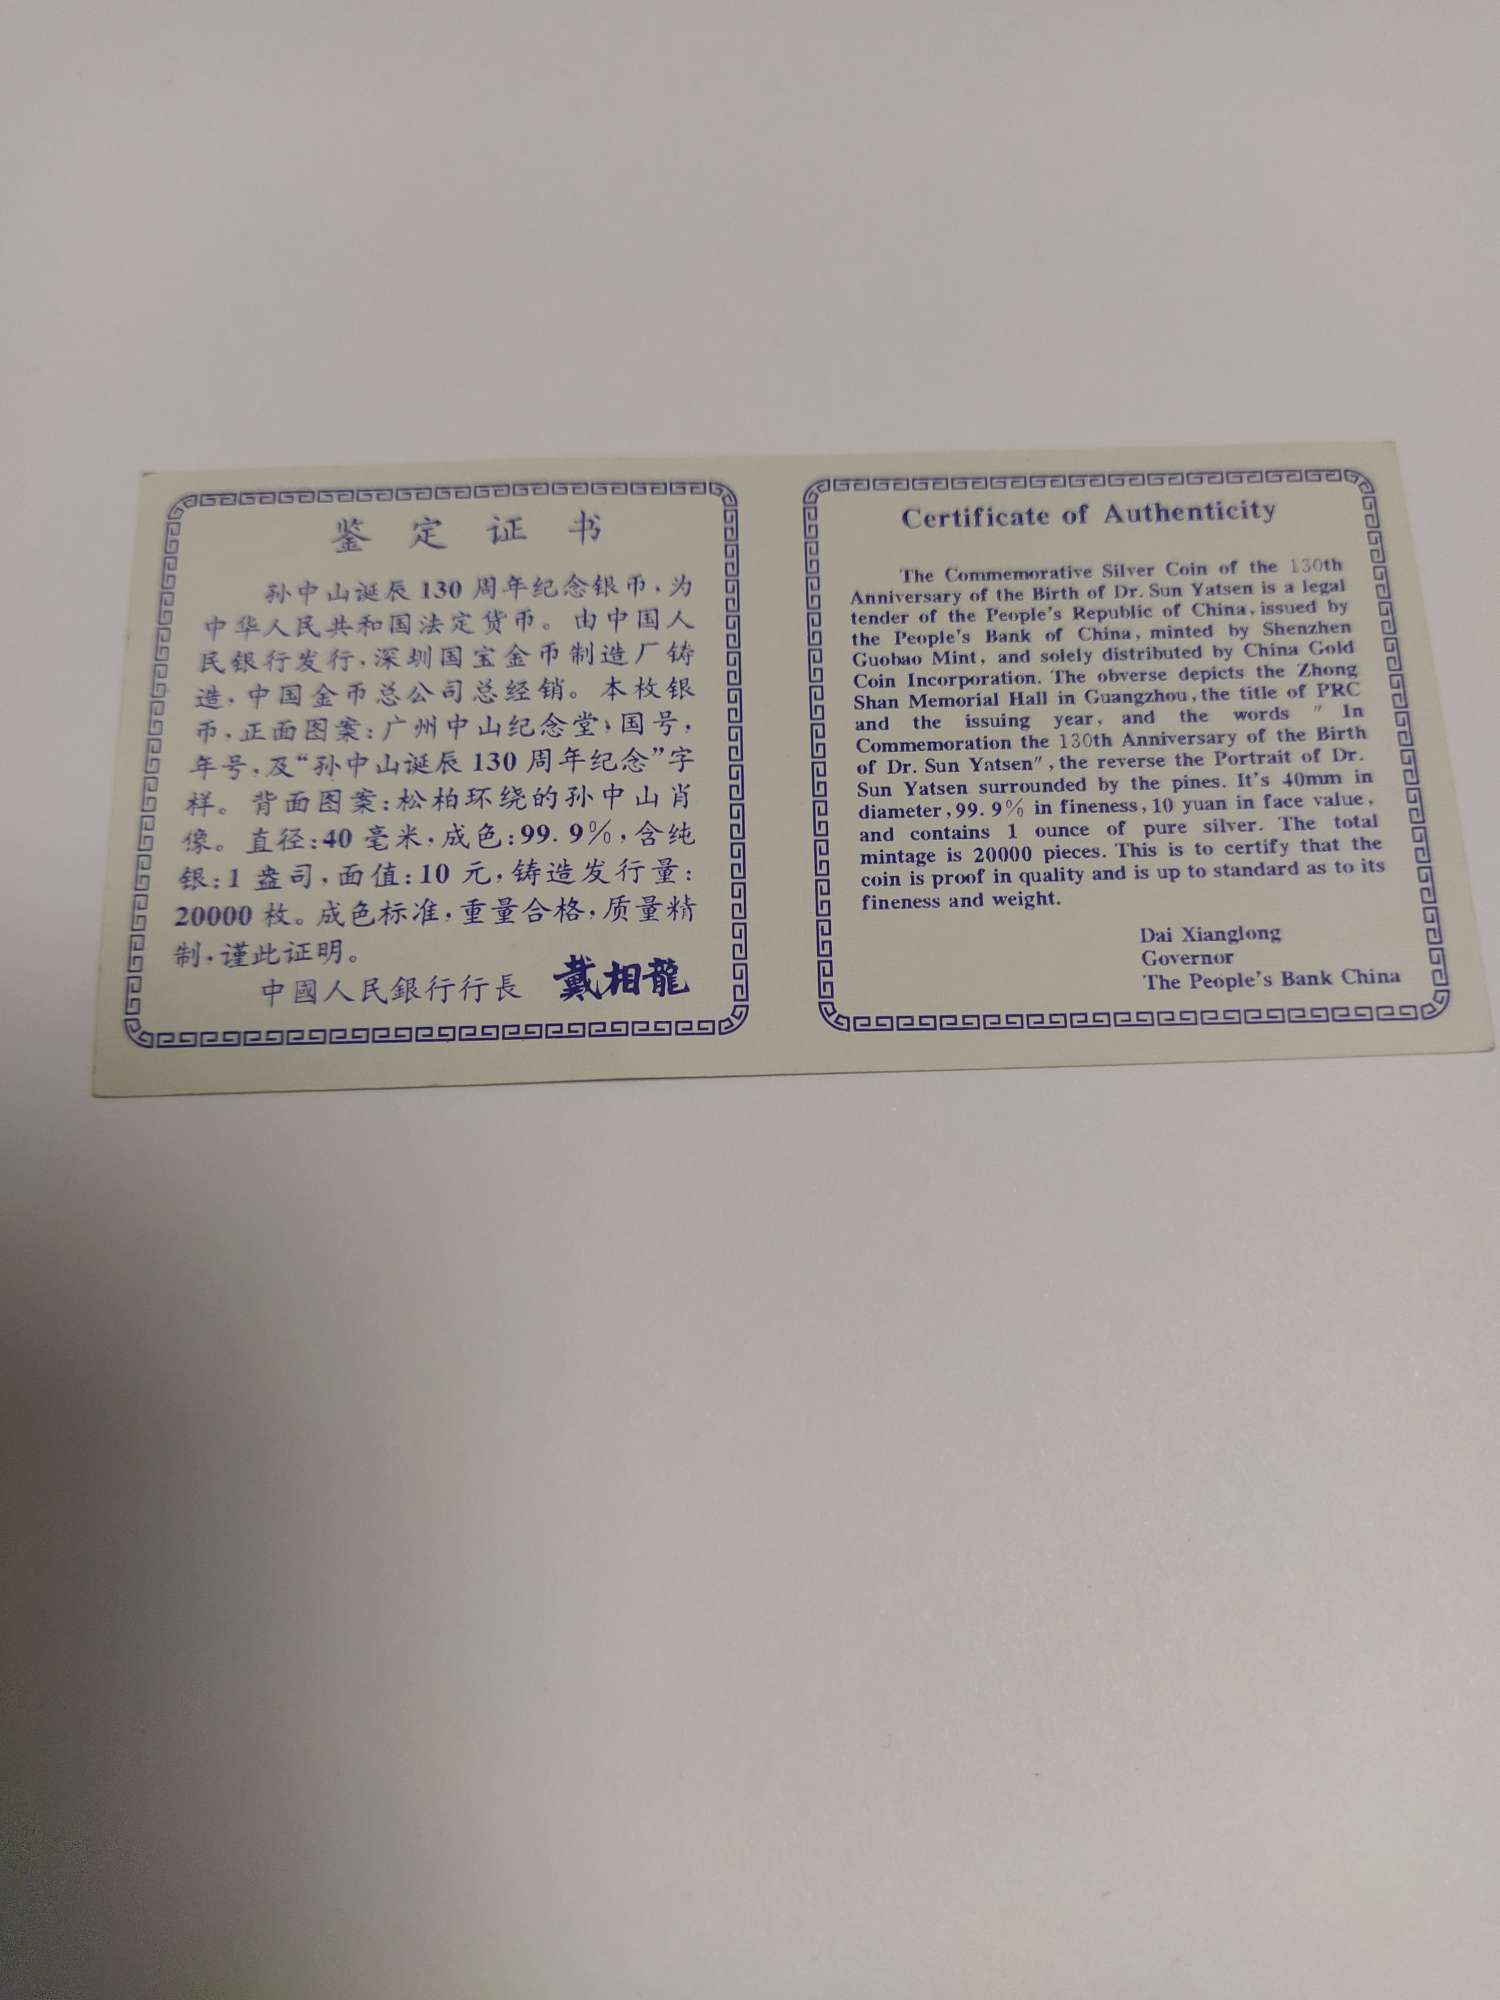 鉴定证书
孙中山诞辰130周年纪念银币，为
中华人民共和国法定货币。由中国人
民银行发行，深圳国宝金币制造厂铸
造，中国金币总公司总经销。本枚银
币，正面图案：广州中山纪念堂，国号，
年号，及“孙中山诞辰130周年纪念”字
样。背面图案：松柏环绕的孙中山肖
像。直径：40毫米，成色：99.9%，含纯
银：1盎司，面值：10元，铸造发行量：
20000枚。成色标准，重量合格，质量精
制，谨此证明。
中國人民銀行行長 戴相龍
Certificate of Authenticity
The Commemorative Silver Coin of the 130th
Anniversary of the Birth of Dr. Sun Yatsen is a legal
tender of the People's Republic of China, issued by
the People's Bank of China, minted by Shenzhen
Guobao Mint, and solely distributed by China Gold
Coin Incorporation. The obverse depicts the Zhong
Shan Memorial Hall in Guangzhou, the title of PRC
and the issuing year, and the words " In
Commemoration the 130th Anniversary of the Birth
of Dr. Sun Yatsen", the reverse the Portrait of Dr.
Sun Yatsen surrounded by the pines. It's 40mm in
diameter, 99.9% in fineness, 10 yuan in face value,
and contains 1 ounce of pure silver. The total
mintage is 20000 pieces. This is to certify that the
coin is proof in quality and is up to standard as to its
fineness and weight.
Dai Xianglong
Governor
The People's Bank China